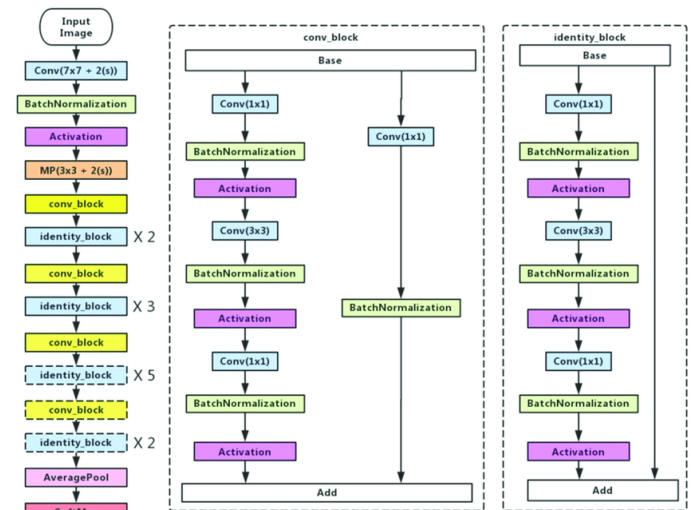 Input
Image
Conv(7x7 + 2(s))
BatchNormalization
Activation
MP(3x3 + 2(s))
conv_block
identity_block
X 2
conv_block
identity_block
X 3
conv_block
identity_block
X 5
conv_block
identity_block
X 2
AveragePool
conv_block
Base
Conv(1x1)
BatchNormalization
Activation
Conv(3x3)
BatchNormalization
Activation
Conv(1x1)
BatchNormalization
Activation
Conv(1x1)
BatchNormalization
Add
identity_block
Base
Conv(1x1)
BatchNormalization
Activation
Conv(3x3)
BatchNormalization
Activation
Conv(1x1)
BatchNormalization
Activation
Add